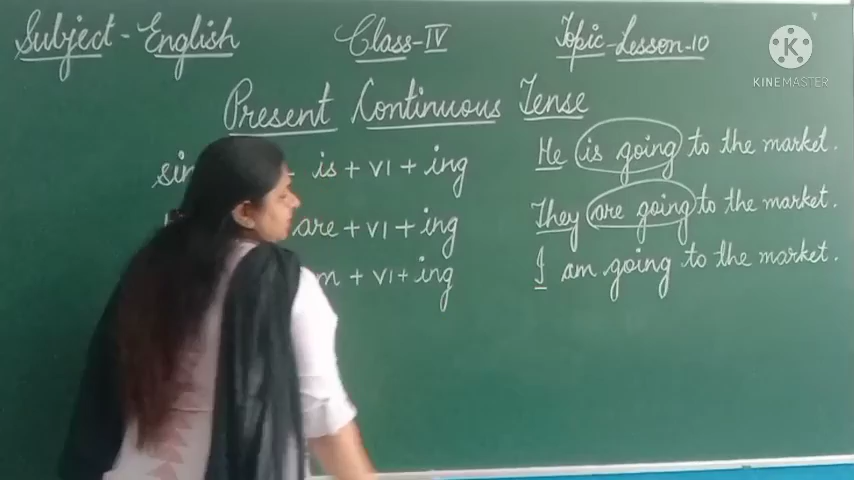 Subject - English Class - IV Topic - Lesson - 10
K
KINEMASTER
Present Continuous Tense
is + V1 + ing He is going to the market.
are + V1 + ing They are going to the market.
+ V1 + ing I am going to the market.